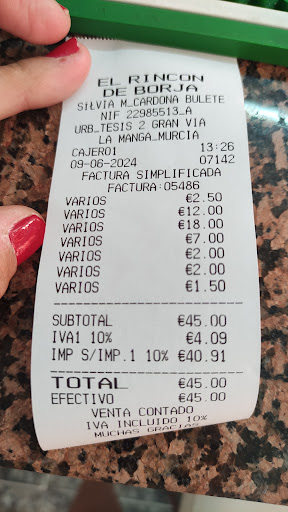 EL RINCON
DE BORJA
SILVIA M_CARDONA BULETE
NIF 22985513_A
URB_TESIS 2 GRAN VIA
LA MANGA_MURCIA
CAJERO1 13:26
09-06-2024 07142
FACTURA SIMPLIFICADA
FACTURA:05486
VARIOS €2.50
VARIOS €12.00
VARIOS €18.00
VARIOS €7.00
VARIOS €2.00
VARIOS €2.00
VARIOS €1.50
SUBTOTAL €45.00
IVA1 10% €4.09
IMP S/IMP.1 10% €40.91
TOTAL €45.00
EFECTIVO €45.00
VENTA CONTADO
IVA INCLUIDO 10%
MUCHAS GRACIAS